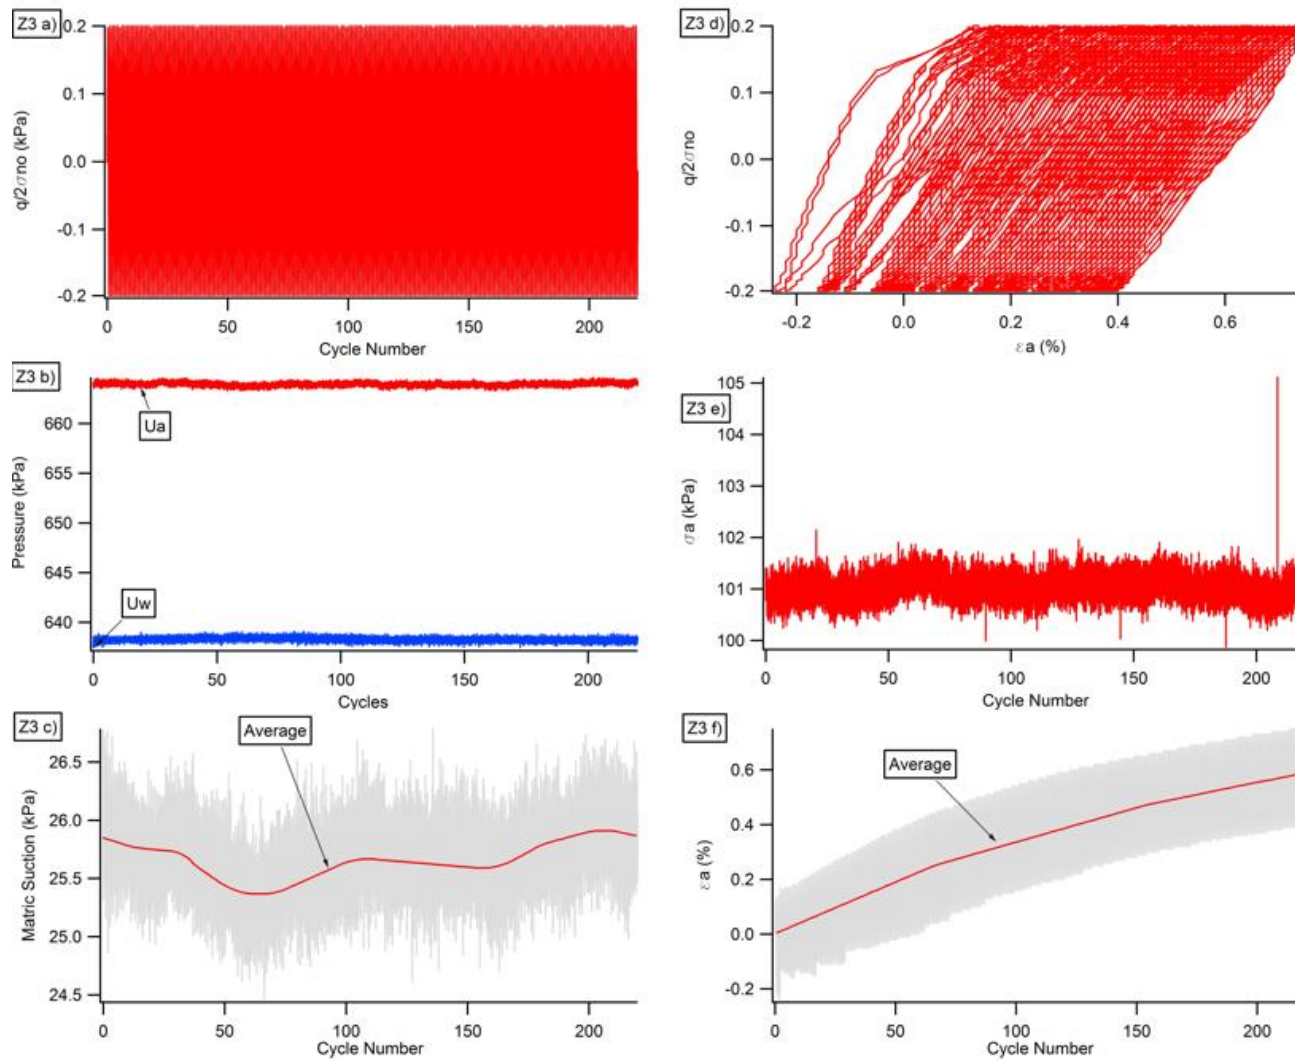 Z3 a)
0.2
0.1
0.0
-0.1
-0.2
q/2σno (kPa)
0 50 100 150 200
Cycle Number
Z3 d)
0.2
0.1
0.0
-0.1
-0.2
q/2σno
-0.2 0.0 0.2 0.4 0.6
εa (%)
Z3 b)
660
655
650
645
640
Pressure (kPa)
Ua
Uw
0 50 100 150 200
Cycles
Z3 e)
105
104
103
102
101
100
σa (kPa)
0 50 100 150 200
Cycle Number
Z3 c)
26.5
26.0
25.5
25.0
24.5
Matric Suction (kPa)
Average
0 50 100 150 200
Cycle Number
Z3 f)
0.6
0.4
0.2
0.0
-0.2
εa (%)
Average
0 50 100 150 200
Cycle Number